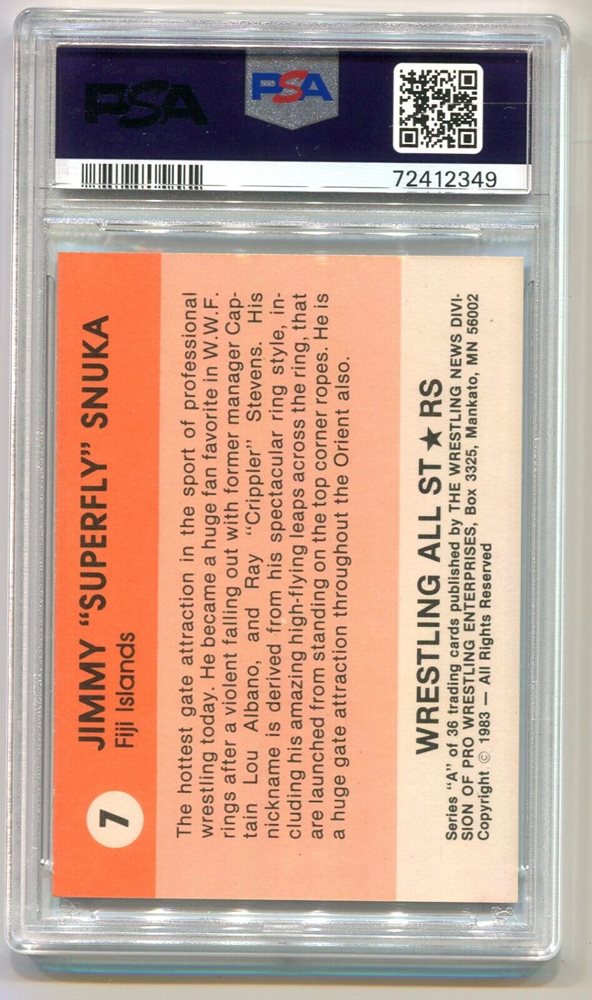 PSA
PSA
72412349
7
JIMMY “SUPERFLY” SNUKA
Fiji Islands
The hottest gate attraction in the sport of professional
wrestling today. He became a huge fan favorite in W.W.F.
rings after a violent falling out with former manager Cap-
tain Lou Albano, and Ray “Crippler” Stevens. His
nickname is derived from his spectacular ring style, in-
cluding his amazing high-flying leaps across the ring, that
are launched from standing on the top corner ropes. He is
a huge gate attraction throughout the Orient also.
WRESTLING ALL ST★RS
Series “A” of 36 trading cards published by THE WRESTLING NEWS DIVI-
SION OF PRO WRESTLING ENTERPRISES, Box 3325, Mankato, MN 56002
Copyright © 1983 — All Rights Reserved